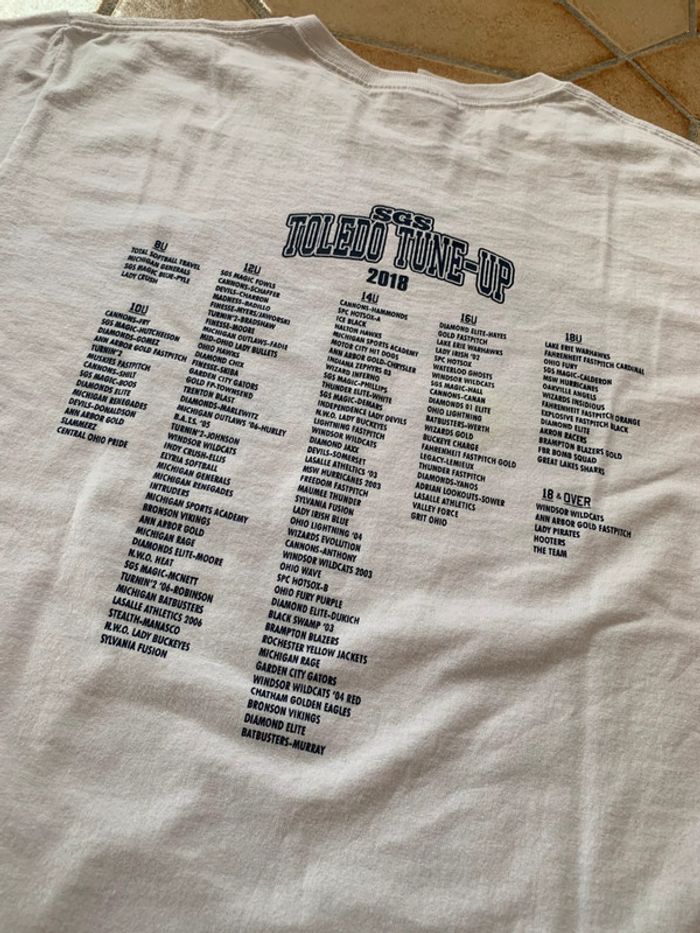 SGS
TOLEDO TUNE-UP
2018
8U
TOTAL SOFTBALL TRAVEL
MICHIGAN GENERALS
SGS MAGIC BLUE-PYLE
LADY CRUSH
10U
CANNONS-FRY
SGS MAGIC-HUTCHEISON
DIAMONDS-GOMEZ
ANN ARBOR GOLD FASTPITCH
TURNIN'2
MUSKIES FASTPITCH
CANNONS-SHILT
SGS MAGIC-BOOS
DIAMONDS ELITE
MICHIGAN RENEGADES
DEVILS-DONALDSON
ANN ARBOR GOLD
SLAMMERZ
CENTRAL OHIO PRIDE
12U
SGS MAGIC FOWLS
CANNONS-SCHAFFER
DEVILS-CHARBON
MADNESS-BADILLO
FINESSE-MYERS/JAWORSKI
TURNIN'2-BRADSHAW
FINESSE-MOORE
MICHIGAN OUTLAWS-FADIE
MID-OHIO LADY BULLETS
OHIO HAWKS
DIAMOND CHIX
FINESSE-SKIBA
GARDEN CITY GATORS
GOLD FP-TOWNSEND
TRENTON BLAST
DIAMONDS-MARLEWITZ
MICHIGAN OUTLAWS '06-HURLEY
R.A.I.S. '05
TURNIN'2-JOHNSON
WINDSOR WILDCATS
INDY CRUSH-ELLIS
ELYRIA SOFTBALL
MICHIGAN GENERALS
MICHIGAN RENEGADES
INTRUDERS
MICHIGAN SPORTS ACADEMY
BRONSON VIKINGS
ANN ARBOR GOLD
MICHIGAN RAGE
DIAMONDS ELITE-MOORE
N.W.O. HEAT
SGS MAGIC-MCNETT
TURNIN'2 '06-ROBINSON
MICHIGAN BATBUSTERS
LASALLE ATHLETICS 2006
STEALTH-MANASCO
N.W.O. LADY BUCKEYES
SYLVANIA FUSION
14U
CANNONS-HAMMONDS
SPC HOTSOX-A
ICE BLACK
HALTON HAWKS
MICHIGAN SPORTS ACADEMY
MOTOR CITY HIT DOGS
ANN ARBOR GOLD-CHRYSLER
INDIANA ZEPHYRS 03
WIZARD INFERNO
SGS MAGIC-PHILLIPS
THUNDER ELITE-WHITE
SGS MAGIC-DENKERS
INDEPENDENCE LADY DEVILS
N.W.O. LADY BUCKEYES
LIGHTNING FASTPITCH
WINDSOR WILDCATS
DIAMOND JAXX
DEVILS-SOMERSET
LASALLE ATHLETICS '03
MSW HURRICANES 2003
FREEDOM FASTPITCH
MAUMEE THUNDER
SYLVANIA FUSION
LADY IRISH BLUE
OHIO LIGHTNING '04
WIZARDS EVOLUTION
CANNONS-ANTHONY
WINDSOR WILDCATS 2003
OHIO WAVE
SPC HOTSOX-B
OHIO FURY PURPLE
DIAMOND ELITE-DUKICH
BLACK SWAMP '03
BRAMPTON BLAZERS
ROCHESTER YELLOW JACKETS
MICHIGAN RAGE
GARDEN CITY GATORS
WINDSOR WILDCATS '04 RED
CHATHAM GOLDEN EAGLES
BRONSON VIKINGS
DIAMOND ELITE
BATBUSTERS-MURRAY
16U
DIAMOND ELITE-HAYES
GOLD FASTPITCH
LAKE ERIE WARHAWKS
LADY IRISH '02
SPC HOTSOX
WATERLOO GHOSTS
WINDSOR WILDCATS
SGS MAGIC-HALL
CANNONS-CANAN
DIAMONDS 01 ELITE
OHIO LIGHTNING
BATBUSTERS-WERTH
WIZARDS GOLD
BUCKEYE CHARGE
FAHRENHEIT FASTPITCH GOLD
LEGACY-LEMIEUX
THUNDER FASTPITCH
DIAMONDS-YANOS
ADRIAN LOOKOUTS-SOWER
LASALLE ATHLETICS
VALLEY FORCE
GRIT OHIO
18U
LAKE ERIE WARHAWKS
FAHRENHEIT FASTPITCH CARDINAL
OHIO FURY
SGS MAGIC-CALDERON
MSW HURRICANES
OAKVILLE ANGELS
WIZARDS INSIDIOUS
FAHRENHEIT FASTPITCH ORANGE
EXPLOSIVE FASTPITCH BLACK
DIAMOND ELITE
AKRON RACERS
BRAMPTON BLAZERS GOLD
FBR BOMB SQUAD
GREAT LAKES SHARKS
18 & OVER
WINDSOR WILDCATS
ANN ARBOR GOLD FASTPITCH
LADY PIRATES
HOOTERS
THE TEAM